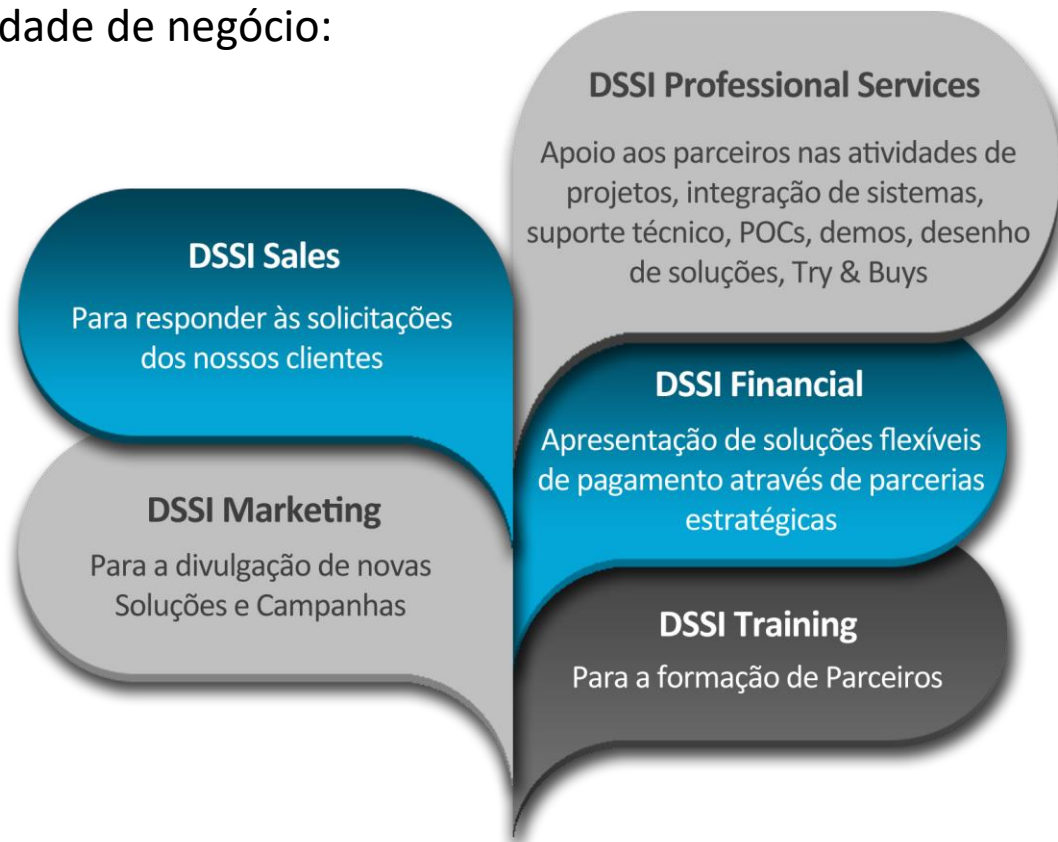 dade de negócio:
DSSI Professional Services
Apoio aos parceiros nas atividades de
projetos, integração de sistemas,
suporte técnico, POCs, demos, desenho
de soluções, Try & Buys
DSSI Sales
Para responder às solicitações
dos nossos clientes
DSSI Financial
Apresentação de soluções flexíveis
de pagamento através de parcerias
estratégicas
DSSI Marketing
Para a divulgação de novas
Soluções e Campanhas
DSSI Training
Para a formação de Parceiros